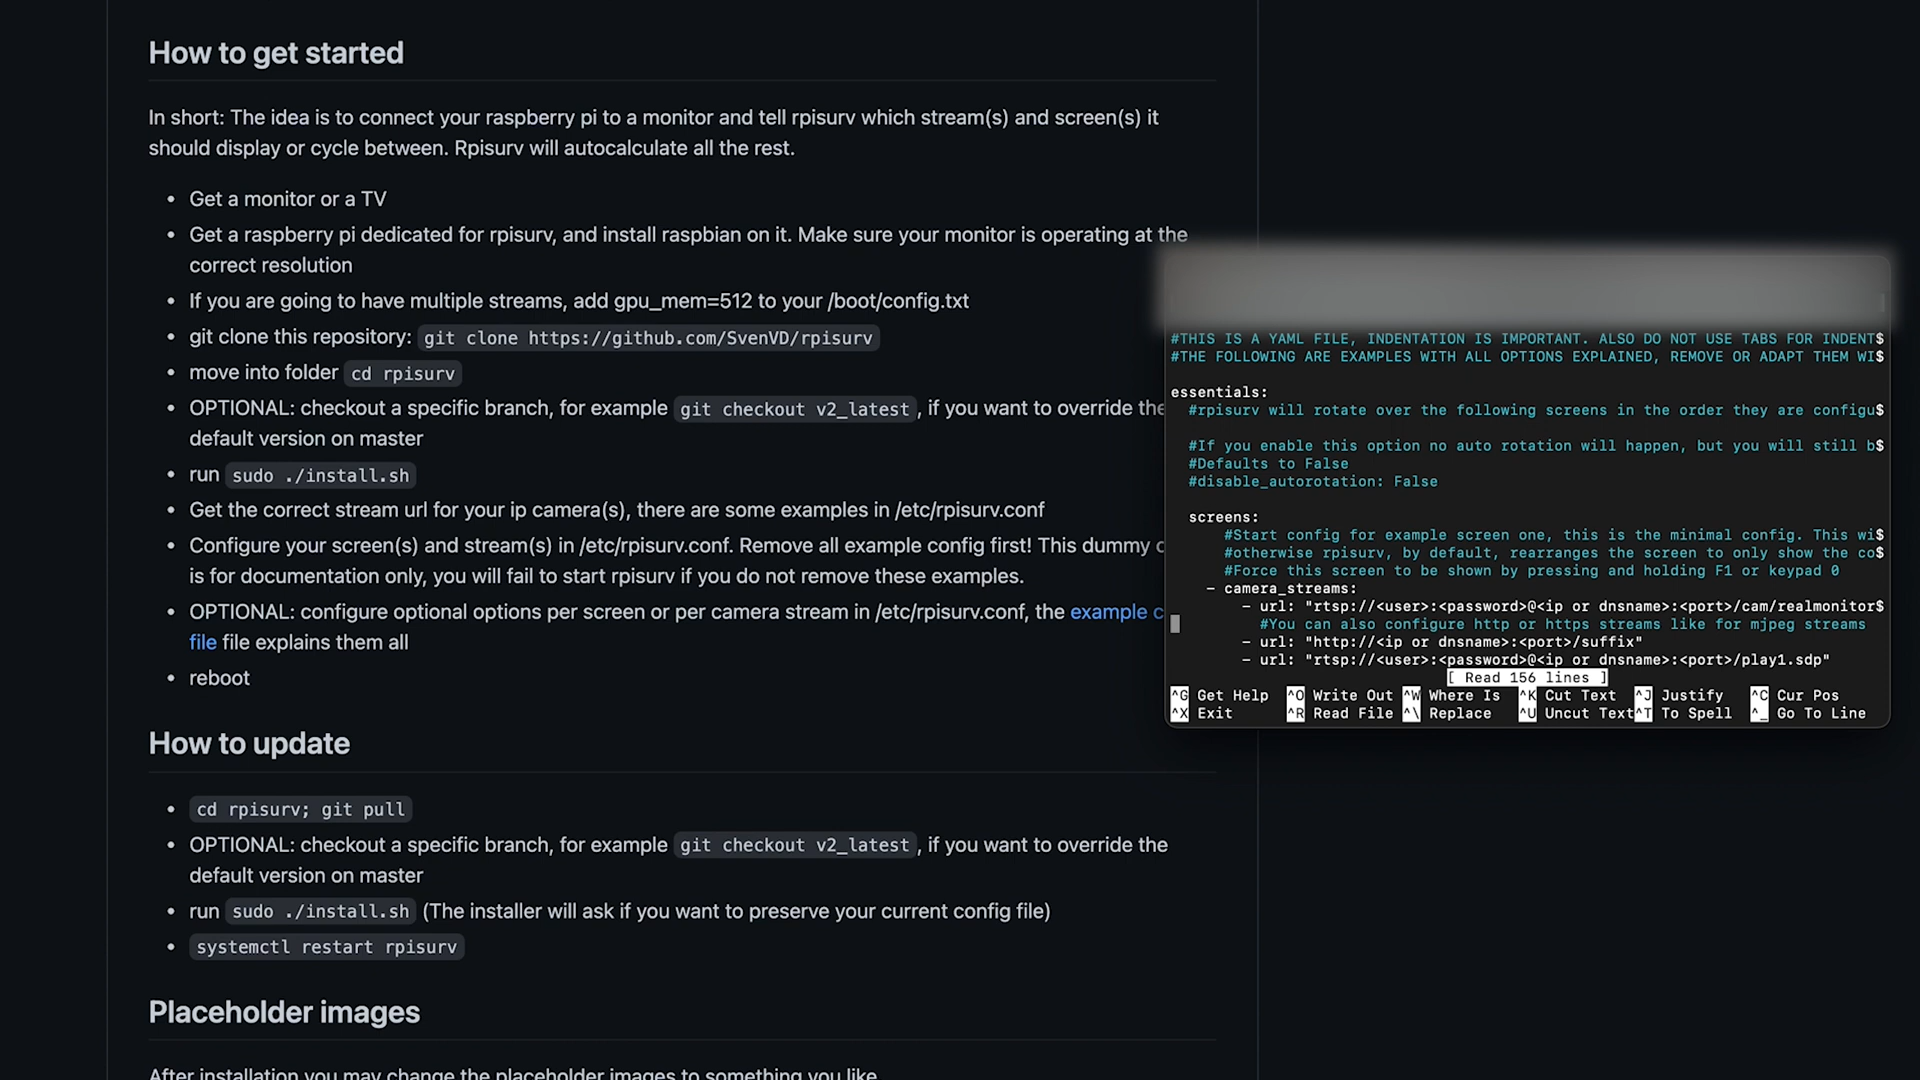 How to get started
In short: The idea is to connect your raspberry pi to a monitor and tell rpisurv which stream(s) and screen(s) it
should display or cycle between. Rpisurv will autocalculate all the rest.
• Get a monitor or a TV
• Get a raspberry pi dedicated for rpisurv, and install raspbian on it. Make sure your monitor is operating at the
correct resolution
• If you are going to have multiple streams, add gpu_mem=512 to your /boot/config.txt
• git clone this repository: git clone https://github.com/SvenVD/rpisurv
• move into folder cd rpisurv
• OPTIONAL: checkout a specific branch, for example git checkout v2_latest, if you want to override the
default version on master
• run sudo ./install.sh
• Get the correct stream url for your ip camera(s), there are some examples in /etc/rpisurv.conf
• Configure your screen(s) and stream(s) in /etc/rpisurv.conf. Remove all example config first! This dummy c
is for documentation only, you will fail to start rpisurv if you do not remove these examples.
• OPTIONAL: configure optional options per screen or per camera stream in /etc/rpisurv.conf, the example c
file file explains them all
• reboot
How to update
• cd rpisurv; git pull
• OPTIONAL: checkout a specific branch, for example git checkout v2_latest, if you want to override the
default version on master
• run sudo ./install.sh (The installer will ask if you want to preserve your current config file)
• systemctl restart rpisurv
Placeholder images
After installation you may change the placeholder images to something you like
#THIS IS A YAML FILE, INDENTATION IS IMPORTANT. ALSO DO NOT USE TABS FOR INDENT$
#THE FOLLOWING ARE EXAMPLES WITH ALL OPTIONS EXPLAINED, REMOVE OR ADAPT THEM WI$
essentials:
#rpisurv will rotate over the following screens in the order they are configu$
#If you enable this option no auto rotation will happen, but you will still b$
#Defaults to False
#disable_autorotation: False
screens:
#Start config for example screen one, this is the minimal config. This wi$
#otherwise rpisurv, by default, rearranges the screen to only show the co$
#Force this screen to be shown by pressing and holding F1 or keypad 0
- camera_streams:
- url: "rtsp://<user>:<password>@<ip or dnsname>:<port>/cam/realmonitor$
#You can also configure http or https streams like for mjpeg streams
- url: "http://<ip or dnsname>:<port>/suffix"
- url: "rtsp://<user>:<password>@<ip or dnsname>:<port>/play1.sdp"
[ Read 156 lines ]
^G Get Help ^O Write Out ^W Where Is ^K Cut Text ^J Justify ^C Cur Pos
^X Exit ^R Read File ^\ Replace ^U Uncut Text ^T To Spell ^_ Go To Line